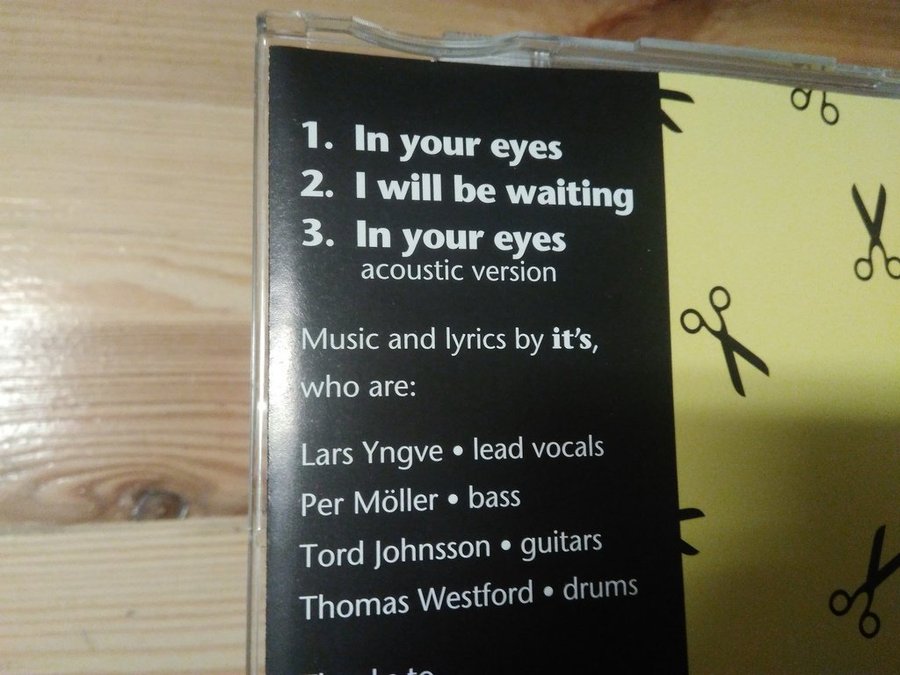 1. In your eyes
2. I will be waiting
3. In your eyes
acoustic version
Music and lyrics by it's,
who are:
Lars Yngve • lead vocals
Per Möller • bass
Tord Johnsson • guitars
Thomas Westford • drums